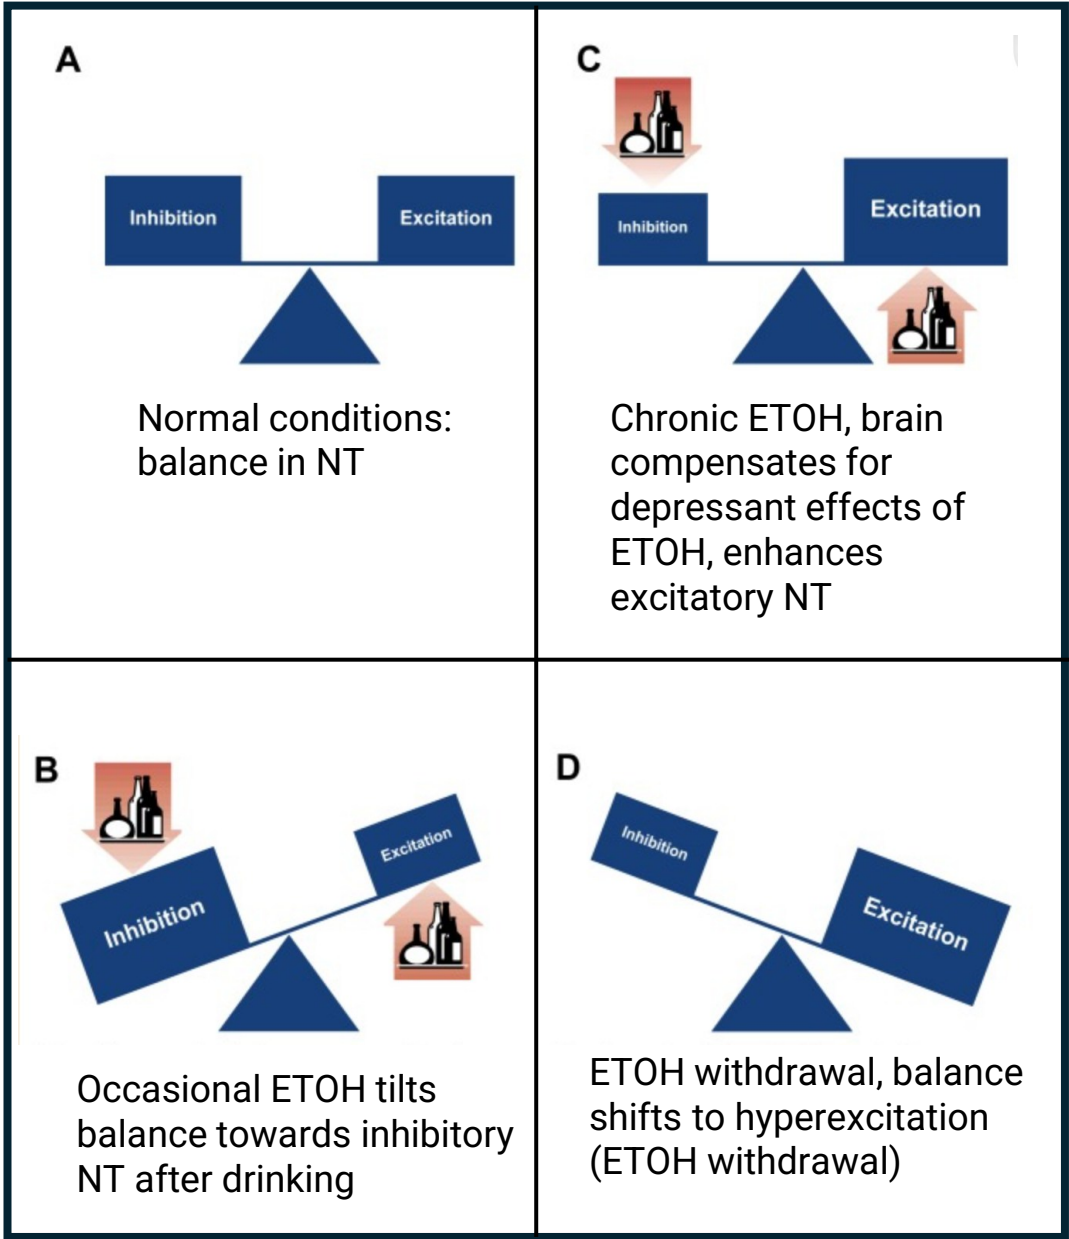 A
Inhibition
Excitation
Normal conditions:
balance in NT
C
Inhibition
Excitation
Chronic ETOH, brain
compensates for
depressant effects of
ETOH, enhances
excitatory NT
B
Inhibition
Excitation
Occasional ETOH tilts
balance towards inhibitory
NT after drinking
D
Inhibition
Excitation
ETOH withdrawal, balance
shifts to hyperexcitation
(ETOH withdrawal)